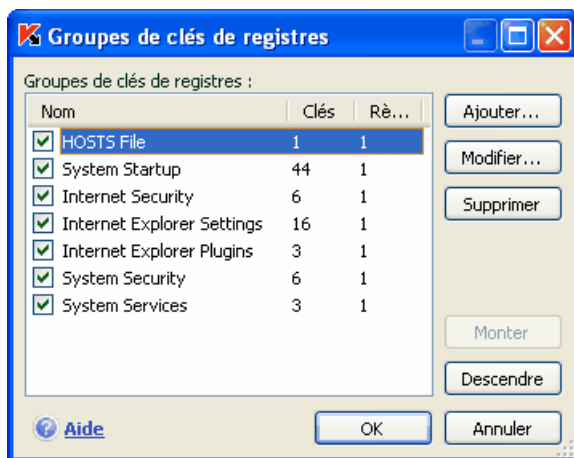 Groupes de clés de registres
Groupes de clés de registres :
Nom Clés Rè...
HOSTS File 1 1
System Startup 44 1
Internet Security 6 1
Internet Explorer Settings 16 1
Internet Explorer Plugins 3 1
System Security 6 1
System Services 3 1
Ajouter...
Modifier...
Supprimer
Monter
Descendre
Aide
OK
Annuler